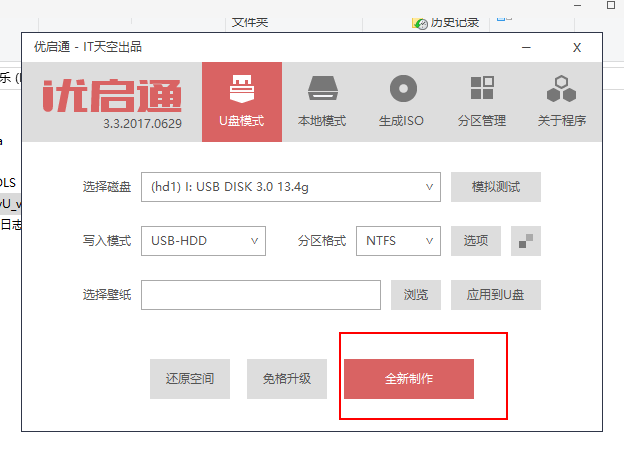 文件夹
历史记录
优启通 - IT天空出品
优启通
3.3.2017.0629
U盘模式
本地模式
生成ISO
分区管理
关于程序
选择磁盘
(hd1) I: USB DISK 3.0 13.4g
模拟测试
写入模式
USB-HDD
分区格式
NTFS
选项
选择壁纸
浏览
应用到U盘
还原空间
免格升级
全新制作
乐
OLS
yU_v
日志